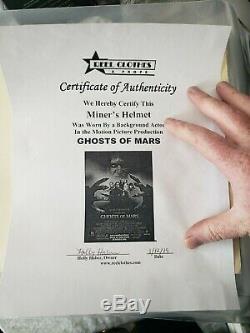 REEL CLOTHES
& PROPS
Certificate of Authenticity
We Hereby Certify This
Miner's Helmet
Was Worn By a Background Actor
In the Motion Picture Production
GHOSTS OF MARS
GHOSTS OF MARS
Holly Haber, Owner
Date
www.reelclothes.com